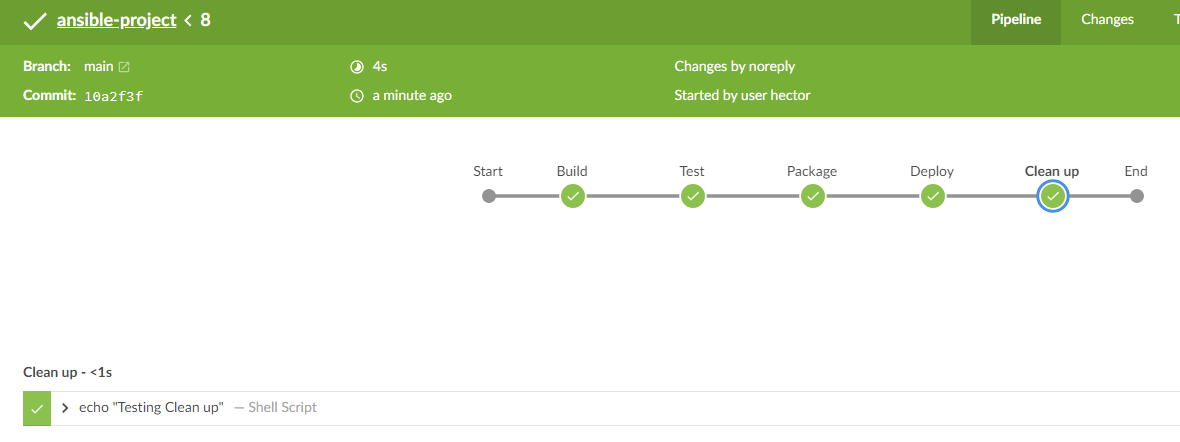 ansible-project < 8 Pipeline Changes T
Branch: main 4s Changes by noreply
Commit: 10a2f3f a minute ago Started by user hector
Start Build Test Package Deploy Clean up End
Clean up - <1s
echo "Testing Clean up" — Shell Script